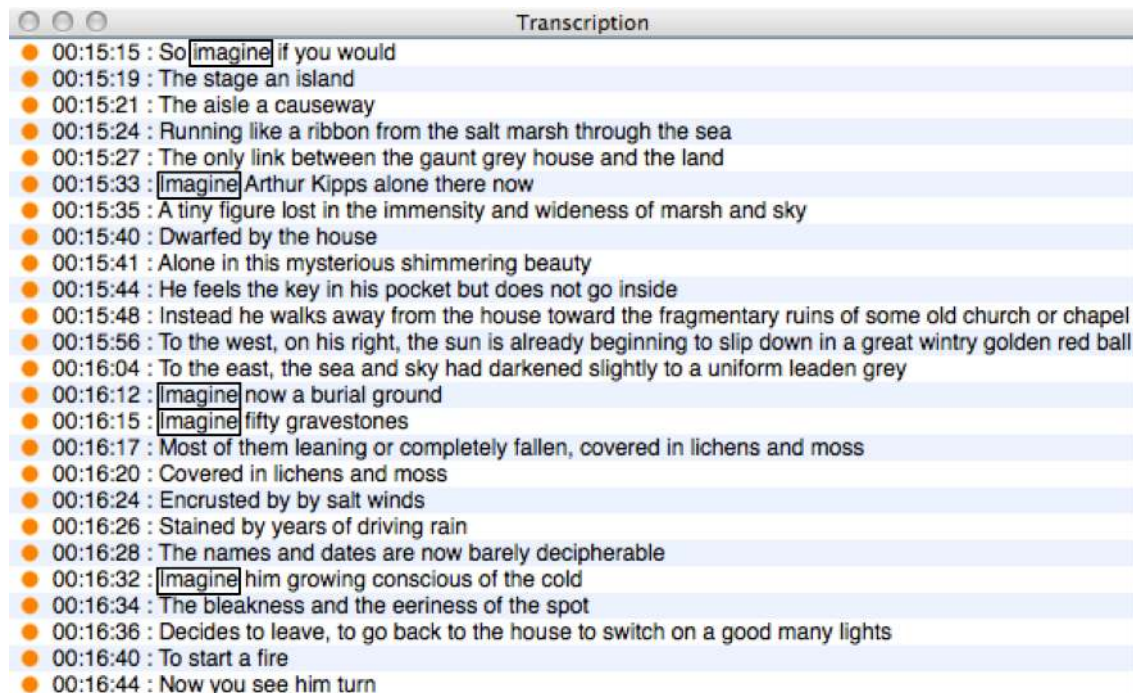 Transcription
00:15:15 : So imagine if you would
00:15:19 : The stage an island
00:15:21 : The aisle a causeway
00:15:24 : Running like a ribbon from the salt marsh through the sea
00:15:27 : The only link between the gaunt grey house and the land
00:15:33 : Imagine Arthur Kipps alone there now
00:15:35 : A tiny figure lost in the immensity and wideness of marsh and sky
00:15:40 : Dwarfed by the house
00:15:41 : Alone in this mysterious shimmering beauty
00:15:44 : He feels the key in his pocket but does not go inside
00:15:48 : Instead he walks away from the house toward the fragmentary ruins of some old church or chapel
00:15:56 : To the west, on his right, the sun is already beginning to slip down in a great wintry golden red ball
00:16:04 : To the east, the sea and sky had darkened slightly to a uniform leaden grey
00:16:12 : Imagine now a burial ground
00:16:15 : Imagine fifty gravestones
00:16:17 : Most of them leaning or completely fallen, covered in lichens and moss
00:16:20 : Covered in lichens and moss
00:16:24 : Encrusted by by salt winds
00:16:26 : Stained by years of driving rain
00:16:28 : The names and dates are now barely decipherable
00:16:32 : Imagine him growing conscious of the cold
00:16:34 : The bleakness and the eeriness of the spot
00:16:36 : Decides to leave, to go back to the house to switch on a good many lights
00:16:40 : To start a fire
00:16:44 : Now you see him turn